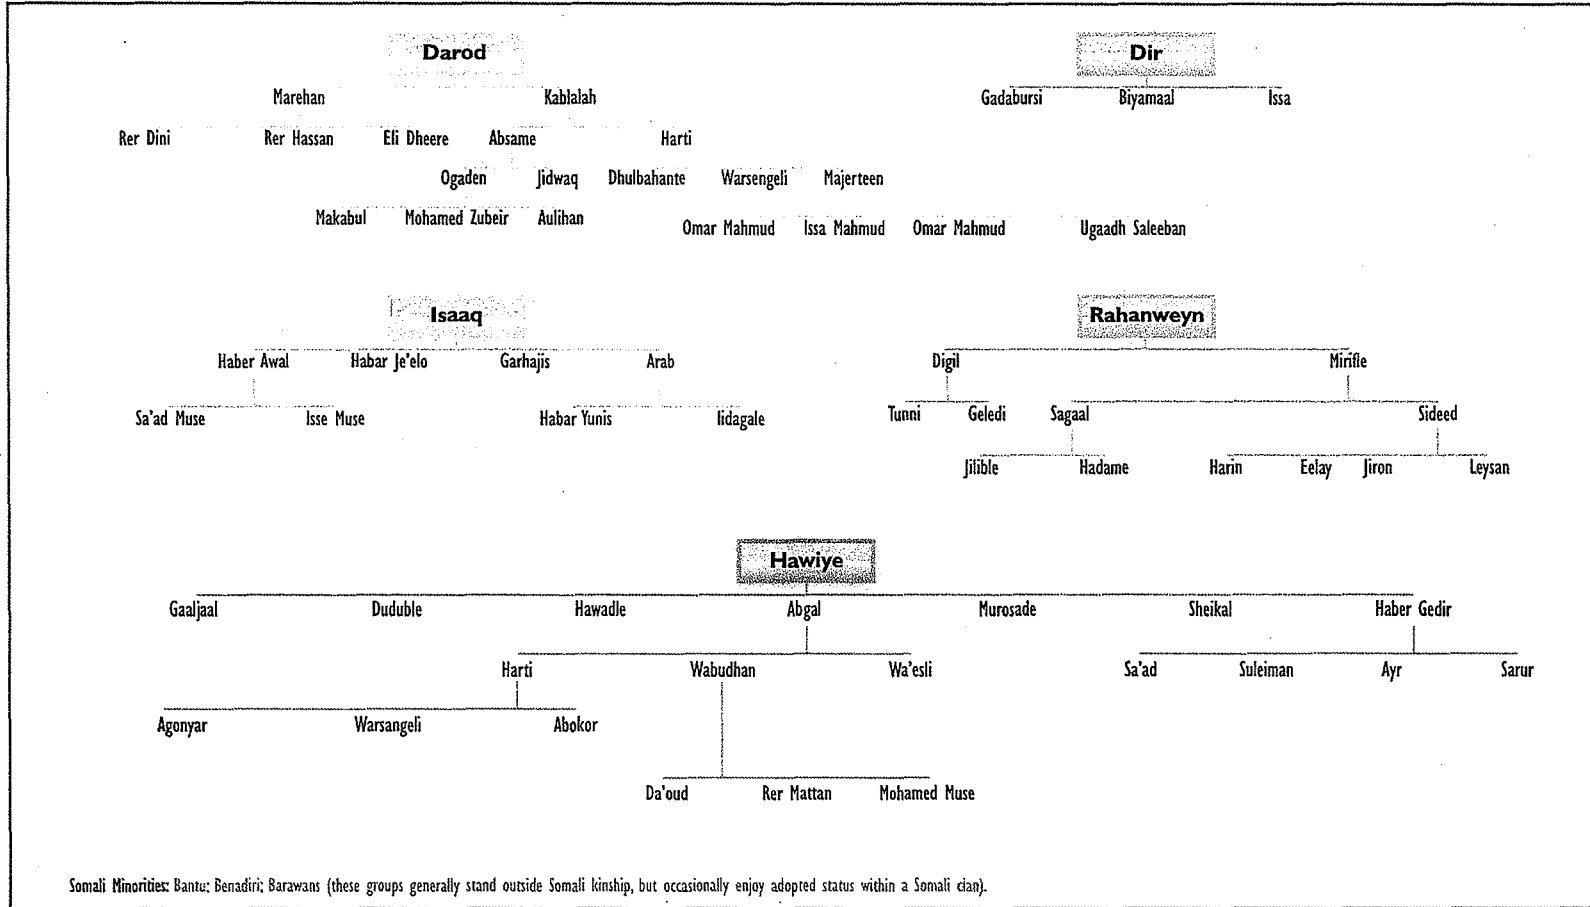 Darod
Marehan Kablalah
Rer Dini Rer Hassan Eli Dheere Absame Harti
Ogaden Jidwaq Dhulbahante Warsengeli Majerteen
Makabul Mohamed Zubeir Aulihan
Omar Mahmud Issa Mahmud Omar Mahmud Ugaadh Saleeban
Dir
Gadabursi Biyamaal Issa
Isaaq
Haber Awal Habar Je'elo Garhajis Arab
Sa'ad Muse Isse Muse Habar Yunis Iidagale
Rahanweyn
Digil Mirifle
Tunni Geledi Sagaal Sideed
Jilible Hadame Harin Eelay Jiron Leysan
Hawiye
Gaaljaal Duduble Hawadle Abgal Murosade Sheikal Haber Gedir
Harti Wabudhan Wa'esli Sa'ad Suleiman Ayr Sarur
Agonyar Warsangeli Abokor
Da'oud Rer Mattan Mohamed Muse
Somali Minorities: Bantu; Benadiri; Barawans (these groups generally stand outside Somali kinship, but occasionally enjoy adopted status within a Somali clan).